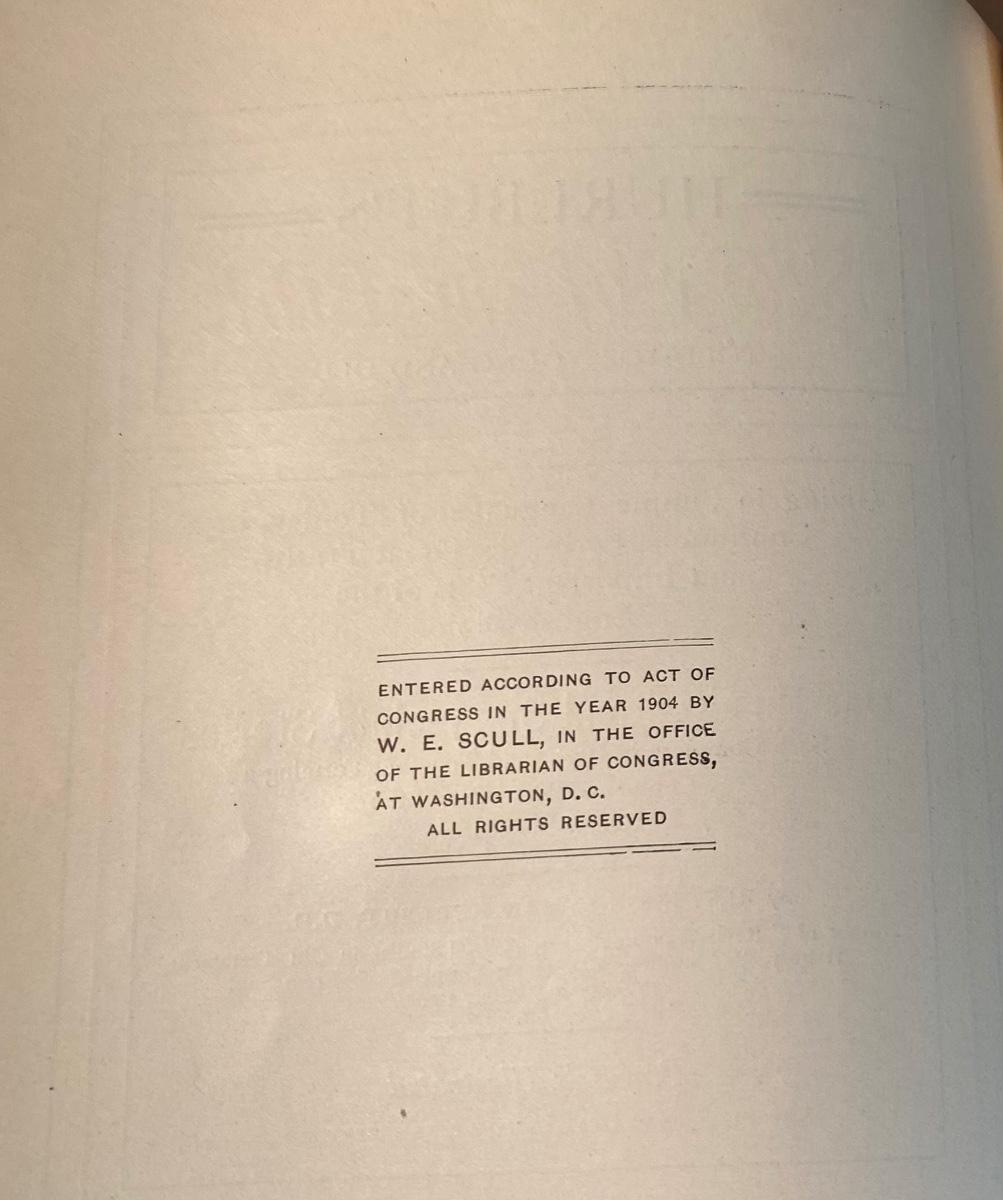 ENTERED ACCORDING TO ACT OF
CONGRESS IN THE YEAR 1904 BY
W. E. SCULL, IN THE OFFICE
OF THE LIBRARIAN OF CONGRESS,
AT WASHINGTON, D. C.
ALL RIGHTS RESERVED